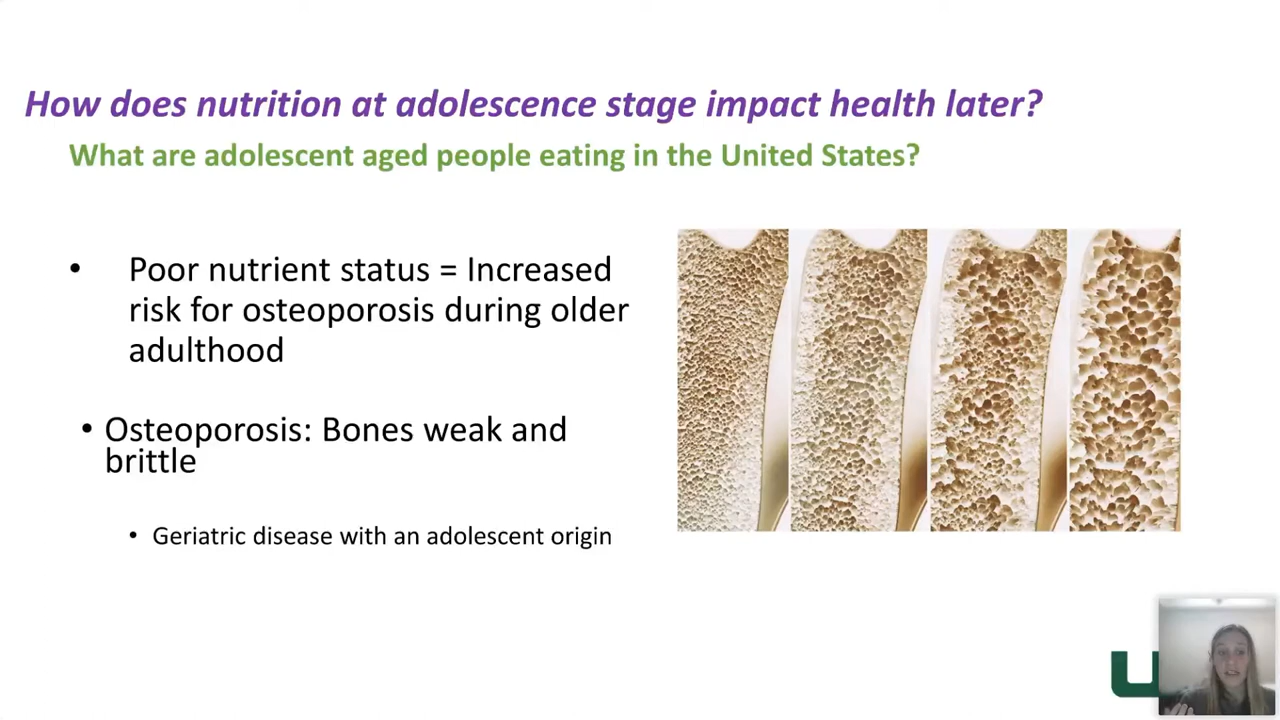 How does nutrition at adolescence stage impact health later?
What are adolescent aged people eating in the United States?
• Poor nutrient status = Increased
risk for osteoporosis during older
adulthood
• Osteoporosis: Bones weak and
brittle
• Geriatric disease with an adolescent origin
U